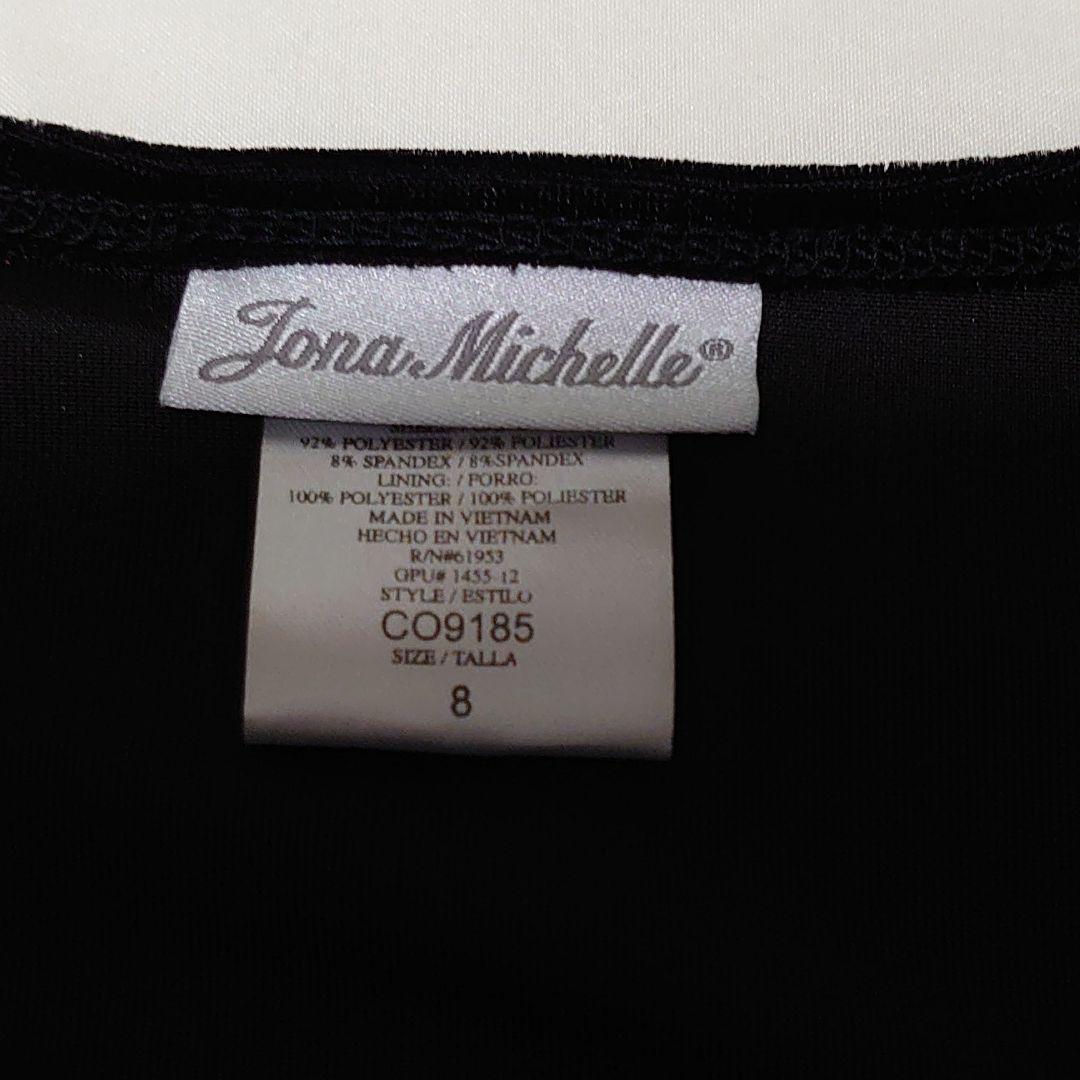 Jona Michelle®
92% POLYESTER / 92% POLIESTER
8% SPANDEX / 8%SPANDEX
LINING: / PORRO:
100% POLYESTER / 100% POLIESTER
MADE IN VIETNAM
HECHO EN VIETNAM
R/N#61953
GPU# 1455-12
STYLE / ESTILO
CO9185
SIZE / TALLA
8